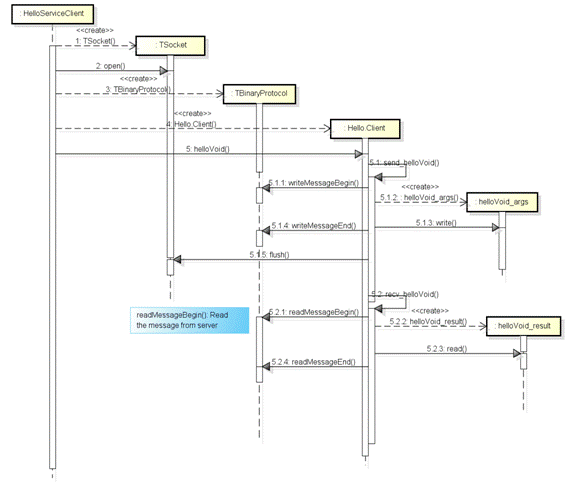 : HelloServiceClient
<<create>>
1: TSocket()
: TSocket
2: open()
<<create>>
3: TBinaryProtocol()
: TBinaryProtocol
<<create>>
4: Hello.Client()
: Hello.Client
5: helloVoid()
5.1: send_helloVoid()
5.1.1: writeMessageBegin()
<<create>>
5.1.2: helloVoid_args()
: helloVoid_args
5.1.4: writeMessageEnd()
5.1.3: write()
5.1.5: flush()
5.2: recv_helloVoid()
readMessageBegin(): Read
the message from server
5.2.1: readMessageBegin()
<<create>>
5.2.2: helloVoid_result()
: helloVoid_result
5.2.3: read()
5.2.4: readMessageEnd()